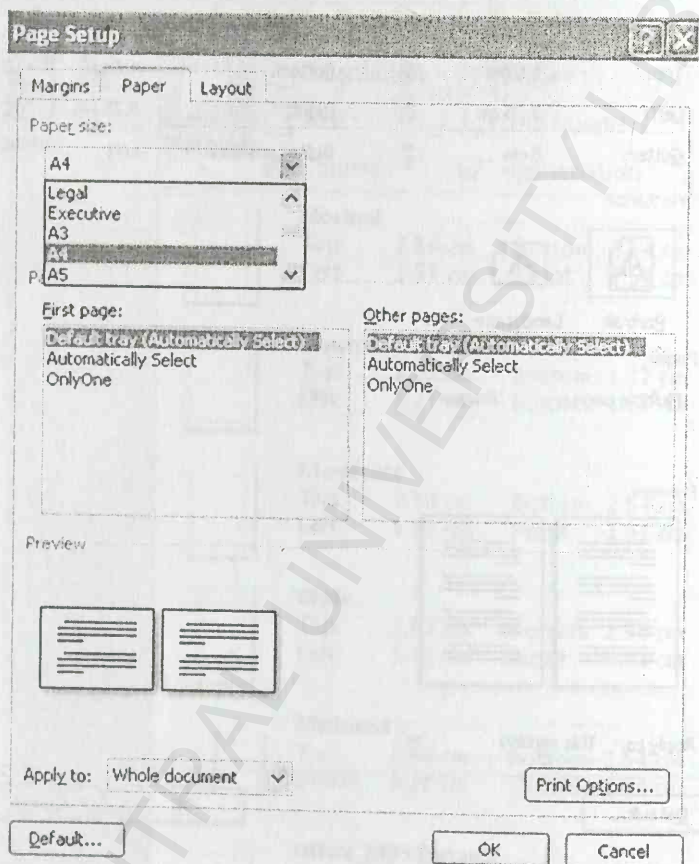 Page Setup
Margins Paper Layout
Paper size:
A4
Legal
Executive
A3
A4
A5
First page:
Default tray (Automatically Select)
Automatically Select
OnlyOne
Other pages:
Default tray (Automatically Select)
Automatically Select
OnlyOne
Preview
Apply to: Whole document
Print Options...
Default... OK Cancel